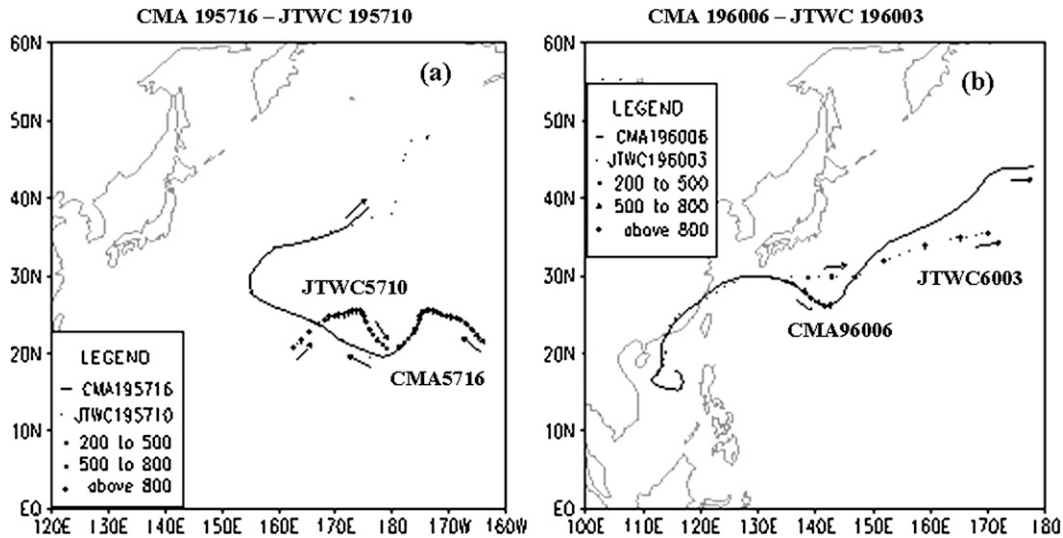 CMA 195716 – JTWC 195710
60N
50N
40N
30N
20N
10N
EQ
120E 130E 140E 150E 160E 170E 180 170W 160W
(a)
JTWC5710
CMA5716
LEGEND
CMA195716
JTWC195710
200 to 500
500 to 800
above 800
CMA 196006 – JTWC 196003
60N
50N
40N
30N
20N
10N
EQ
100E 110E 120E 130E 140E 150E 160E 170E 180
(b)
LEGEND
CMA196006
JTWC196003
200 to 500
500 to 800
above 800
JTWC6003
CMA96006